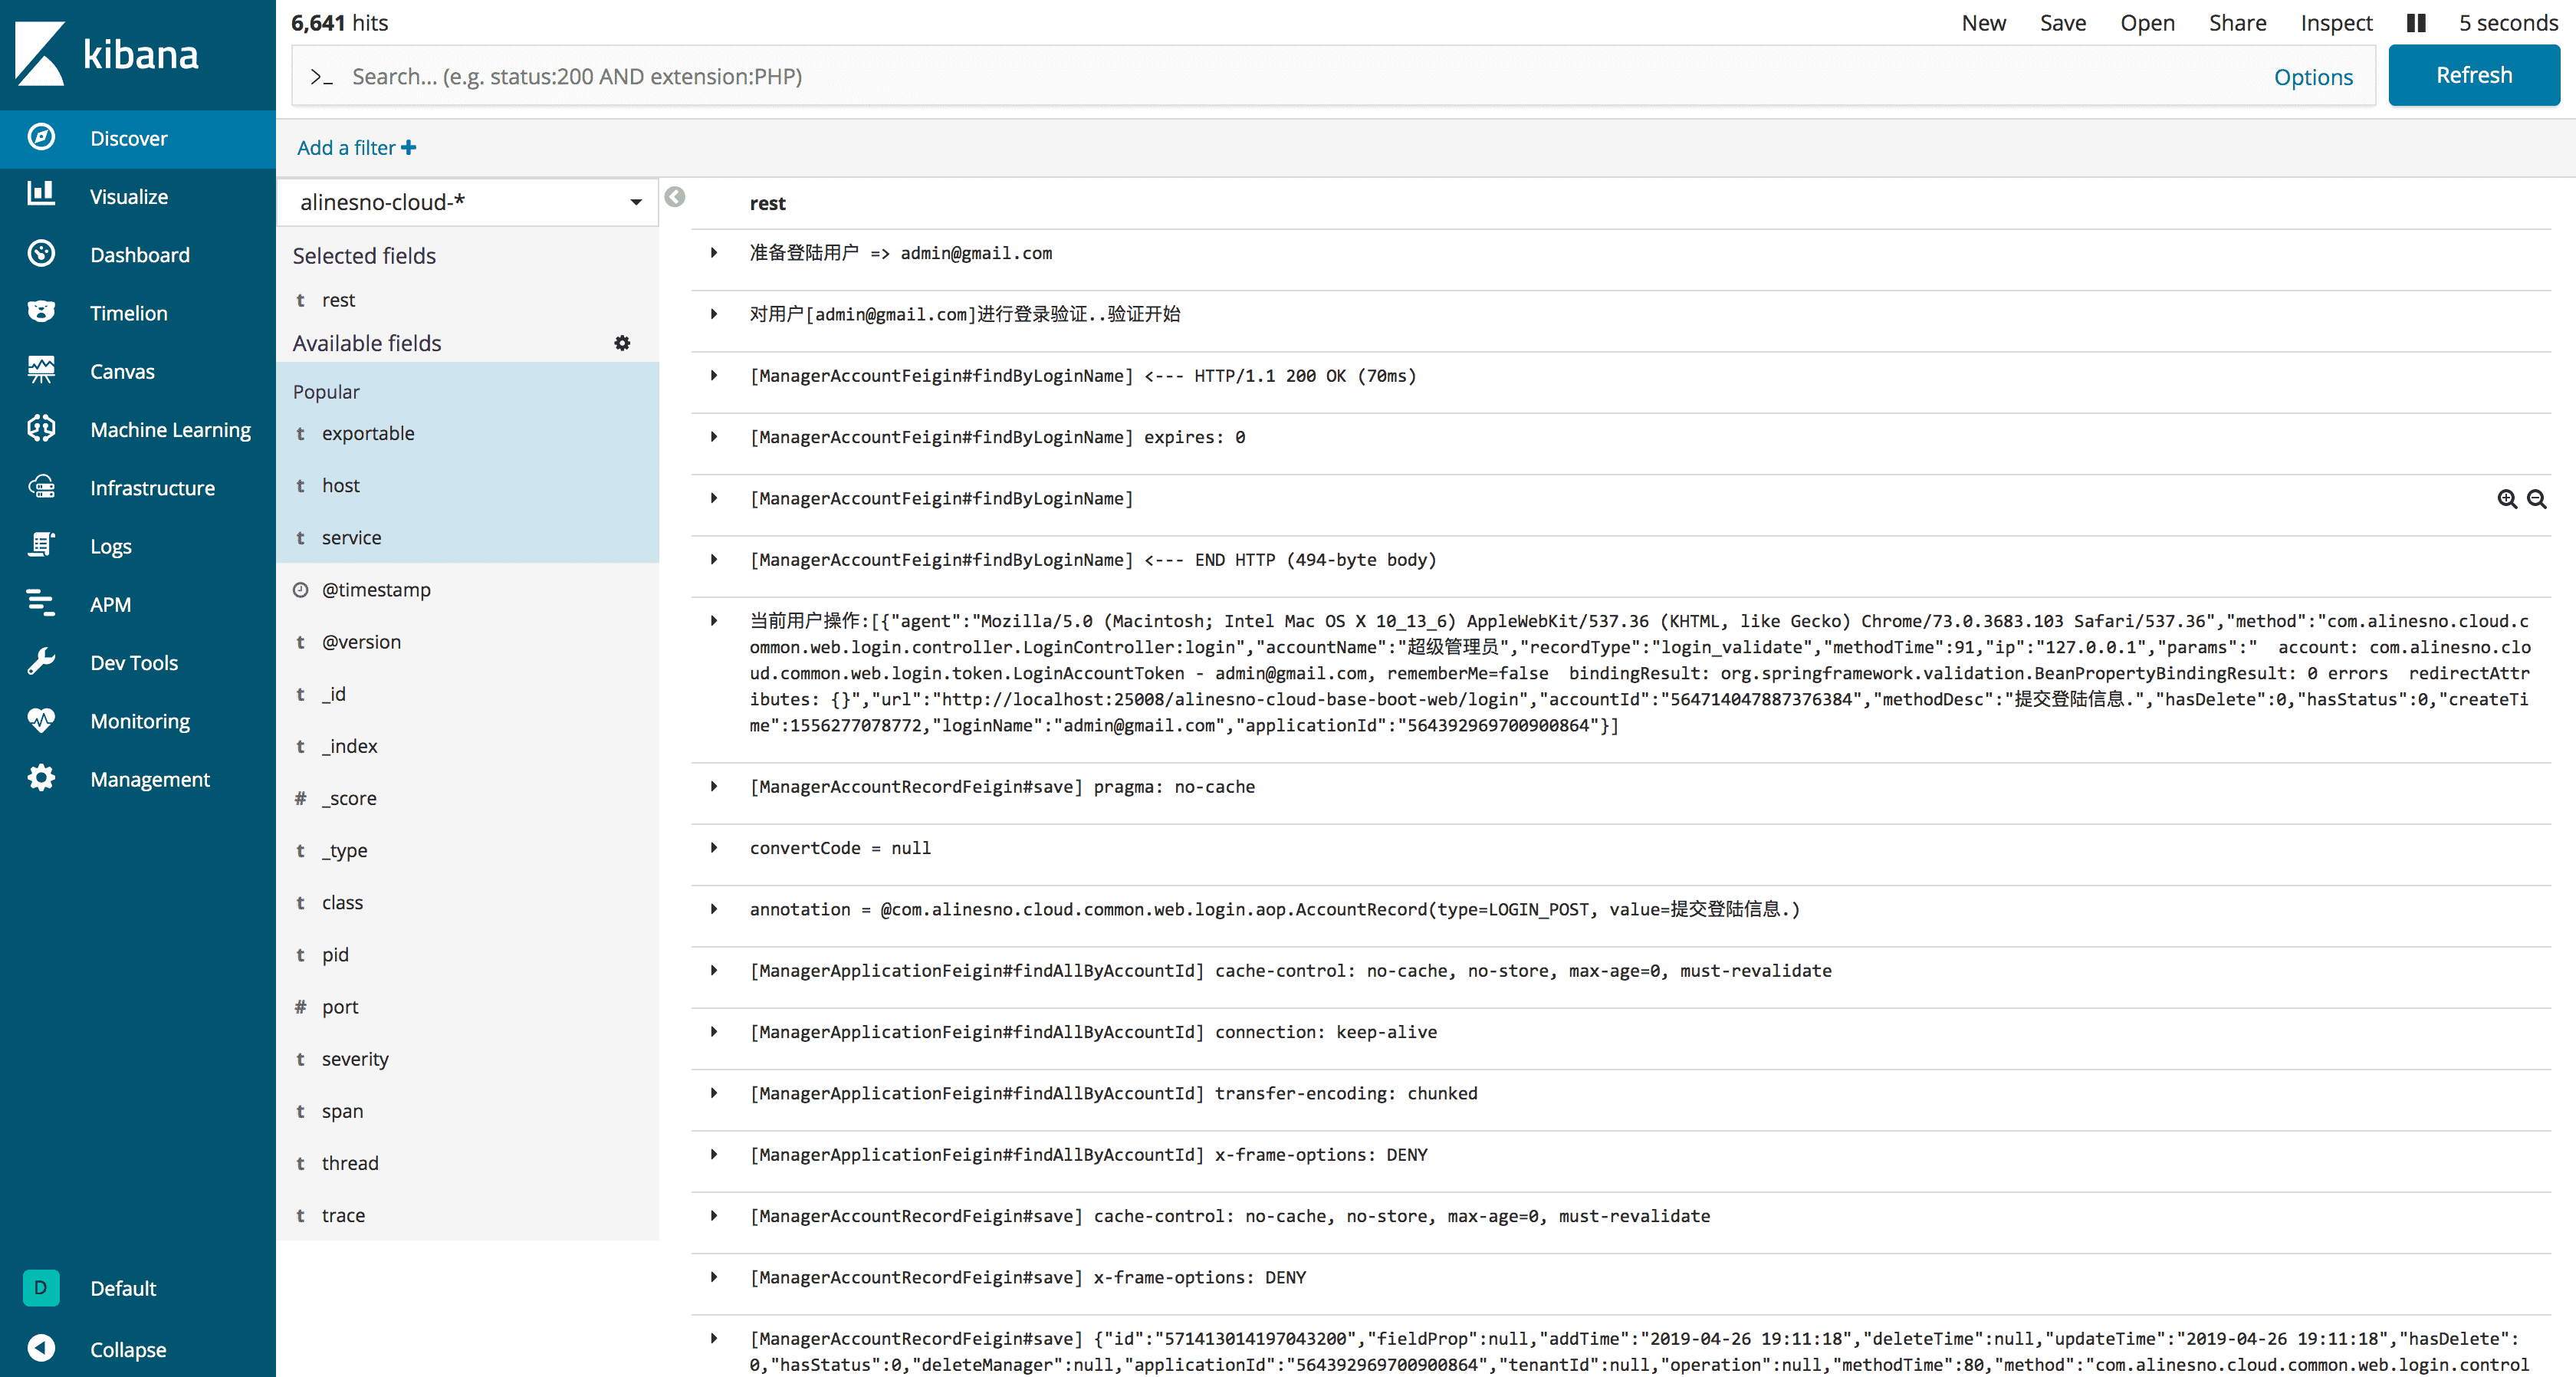 kibana
Discover
Visualize
Dashboard
Timelion
Canvas
Machine Learning
Infrastructure
Logs
APM
Dev Tools
Monitoring
Management
D Default
Collapse
6,641 hits
New Save Open Share Inspect 5 seconds
>_ Search... (e.g. status:200 AND extension:PHP) Options Refresh
Add a filter +
alinesno-cloud-*
Selected fields
t rest
Available fields
Popular
t exportable
t host
t service
@timestamp
t @version
t _id
t _index
# _score
t _type
t class
t pid
# port
t severity
t span
t thread
t trace
rest
准备登陆用户 => admin@gmail.com
对用户[admin@gmail.com]进行登录验证..验证开始
[ManagerAccountFeigin#findByLoginName] <--- HTTP/1.1 200 OK (70ms)
[ManagerAccountFeigin#findByLoginName] expires: 0
[ManagerAccountFeigin#findByLoginName]
[ManagerAccountFeigin#findByLoginName] <--- END HTTP (494-byte body)
当前用户操作:[{"agent":"Mozilla/5.0 (Macintosh; Intel Mac OS X 10_13_6) AppleWebKit/537.36 (KHTML, like Gecko) Chrome/73.0.3683.103 Safari/537.36","method":"com.alinesno.cloud.c
ommon.web.login.controller.LoginController:login","accountName":"超级管理员","recordType":"login_validate","methodTime":91,"ip":"127.0.0.1","params":"  account: com.alinesno.clo
ud.common.web.login.token.LoginAccountToken - admin@gmail.com, rememberMe=false  bindingResult: org.springframework.validation.BeanPropertyBindingResult: 0 errors  redirectAttr
ibutes: {}","url":"http://localhost:25008/alinesno-cloud-base-boot-web/login","accountId":"564714047887376384","methodDesc":"提交登陆信息.","hasDelete":0,"hasStatus":0,"createTi
me":1556277078772,"loginName":"admin@gmail.com","applicationId":"564392969700900864"}]
[ManagerAccountRecordFeigin#save] pragma: no-cache
convertCode = null
annotation = @com.alinesno.cloud.common.web.login.aop.AccountRecord(type=LOGIN_POST, value=提交登陆信息.)
[ManagerApplicationFeigin#findAllByAccountId] cache-control: no-cache, no-store, max-age=0, must-revalidate
[ManagerApplicationFeigin#findAllByAccountId] connection: keep-alive
[ManagerApplicationFeigin#findAllByAccountId] transfer-encoding: chunked
[ManagerApplicationFeigin#findAllByAccountId] x-frame-options: DENY
[ManagerAccountRecordFeigin#save] cache-control: no-cache, no-store, max-age=0, must-revalidate
[ManagerAccountRecordFeigin#save] x-frame-options: DENY
[ManagerAccountRecordFeigin#save] {"id":"571413014197043200","fieldProp":null,"addTime":"2019-04-26 19:11:18","deleteTime":null,"updateTime":"2019-04-26 19:11:18","hasDelete":
0,"hasStatus":0,"deleteManager":null,"applicationId":"564392969700900864","tenantId":null,"operation":null,"methodTime":80,"method":"com.alinesno.cloud.common.web.login.control